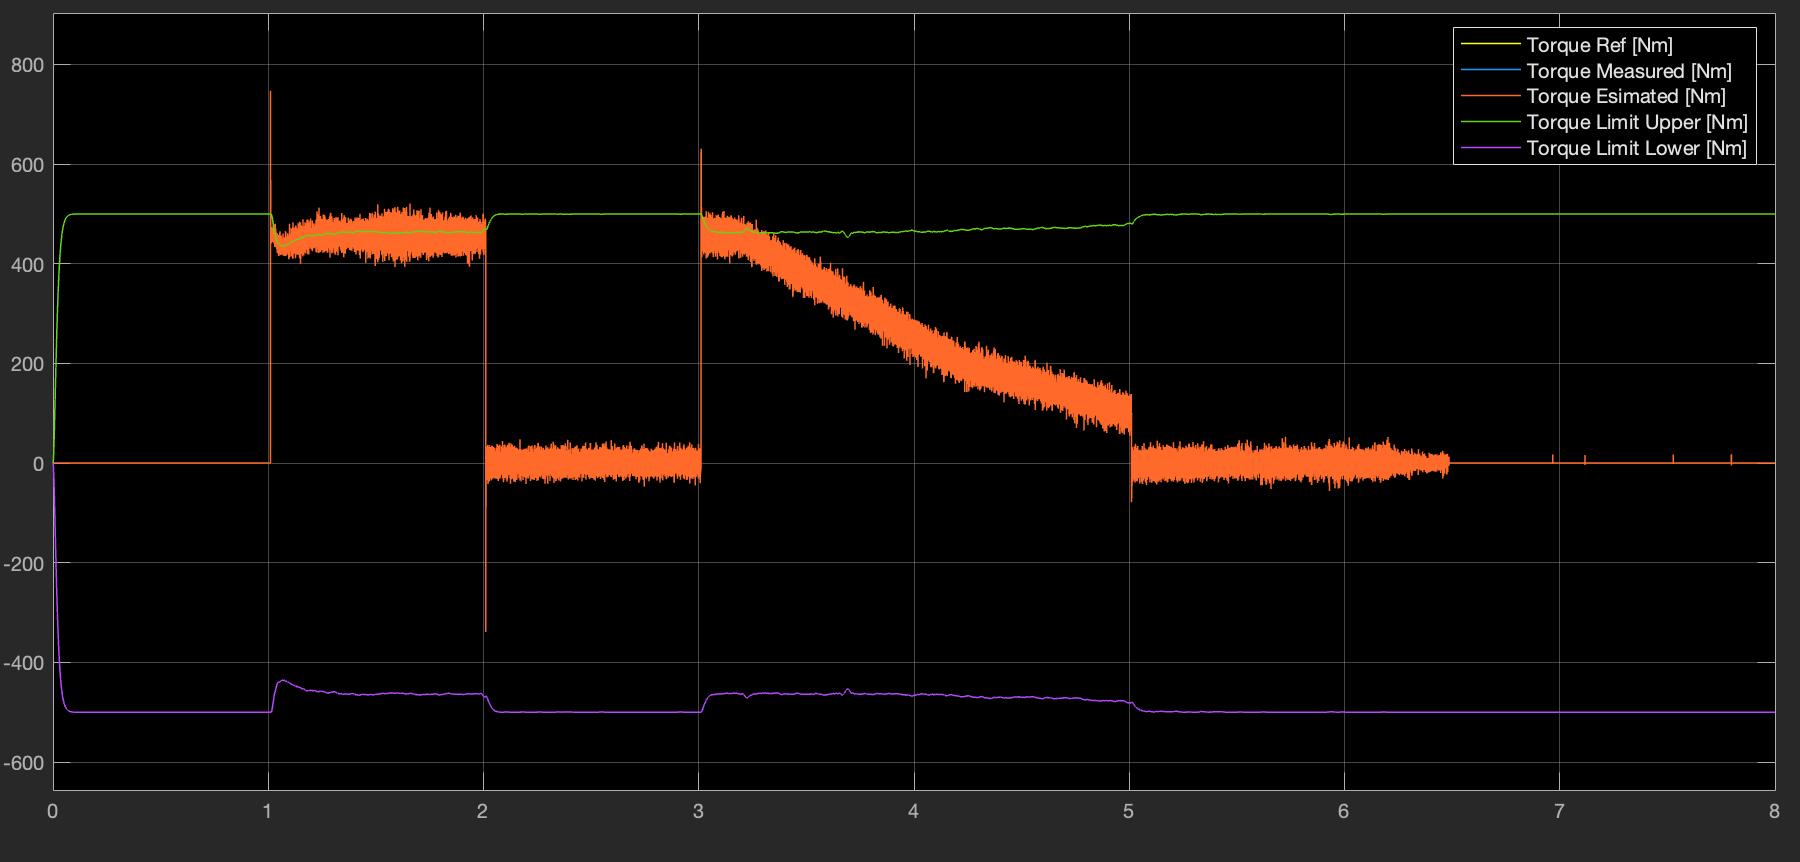 Torque Ref [Nm]
Torque Measured [Nm]
Torque Esimated [Nm]
Torque Limit Upper [Nm]
Torque Limit Lower [Nm]
800
600
400
200
0
-200
-400
-600
0 1 2 3 4 5 6 7 8